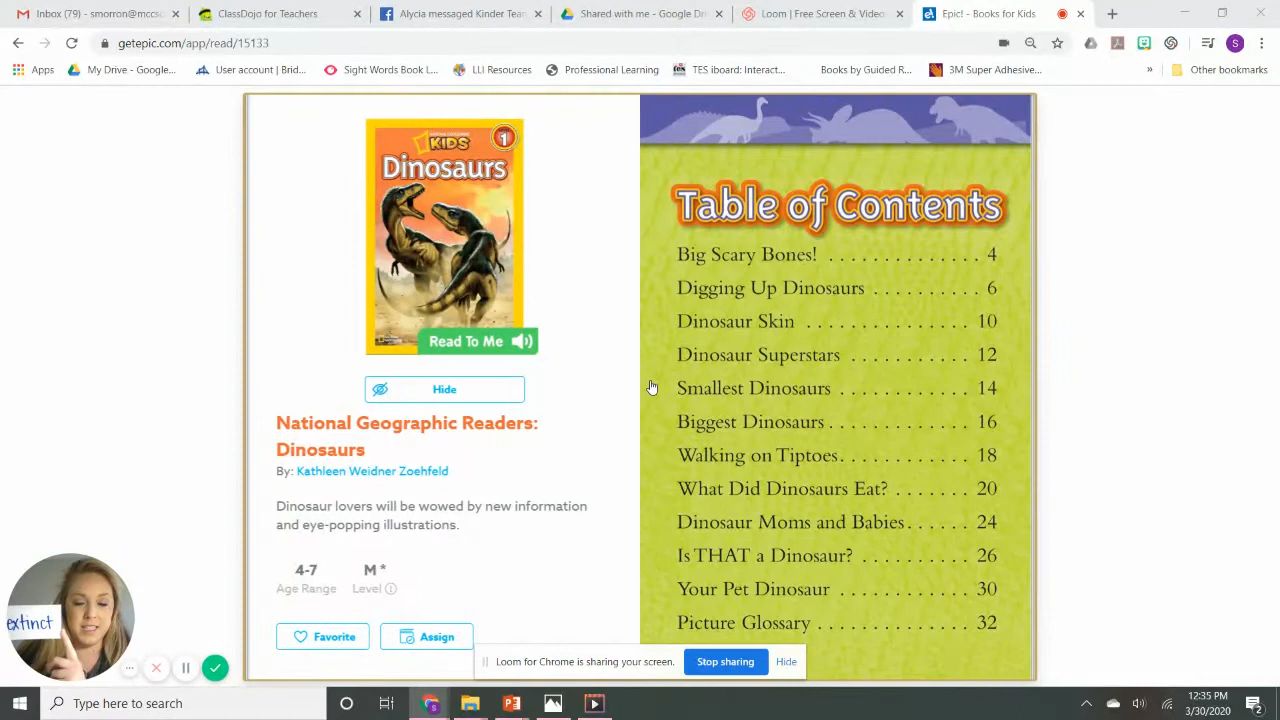 Inbox (79) - smorron@mccsc
ClassDojo for Teachers
Alycia messaged Kinder Team
Shared with me - Google Dr
Loom | Free Screen & Video
Epic! - Books for Kids
getepic.com/app/read/15133
S
Apps
My Drive - Google...
User account | Brid...
Sight Words Book L...
LLI Resources
Professional Learning
TES iboard: Interact...
Books by Guided R...
3M Super Adhesive...
»
Other bookmarks
KIDS
1
Dinosaurs
Read To Me
Hide
National Geographic Readers:
Dinosaurs
By: Kathleen Weidner Zoehfeld
Dinosaur lovers will be wowed by new information
and eye-popping illustrations.
4-7 M *
Age Range Level
Favorite Assign
Table of Contents
Big Scary Bones! . . . . . . . . . . . . . . 4
Digging Up Dinosaurs . . . . . . . . . . 6
Dinosaur Skin . . . . . . . . . . . . . . . 10
Dinosaur Superstars . . . . . . . . . . . 12
Smallest Dinosaurs . . . . . . . . . . . . 14
Biggest Dinosaurs . . . . . . . . . . . . . 16
Walking on Tiptoes. . . . . . . . . . . . 18
What Did Dinosaurs Eat? . . . . . . . 20
Dinosaur Moms and Babies. . . . . . 24
Is THAT a Dinosaur? . . . . . . . . . . 26
Your Pet Dinosaur . . . . . . . . . . . . 30
Picture Glossary . . . . . . . . . . . . . . 32
extinct
Loom for Chrome is sharing your screen.
Stop sharing
Hide
Type here to search
12:35 PM
3/30/2020
2